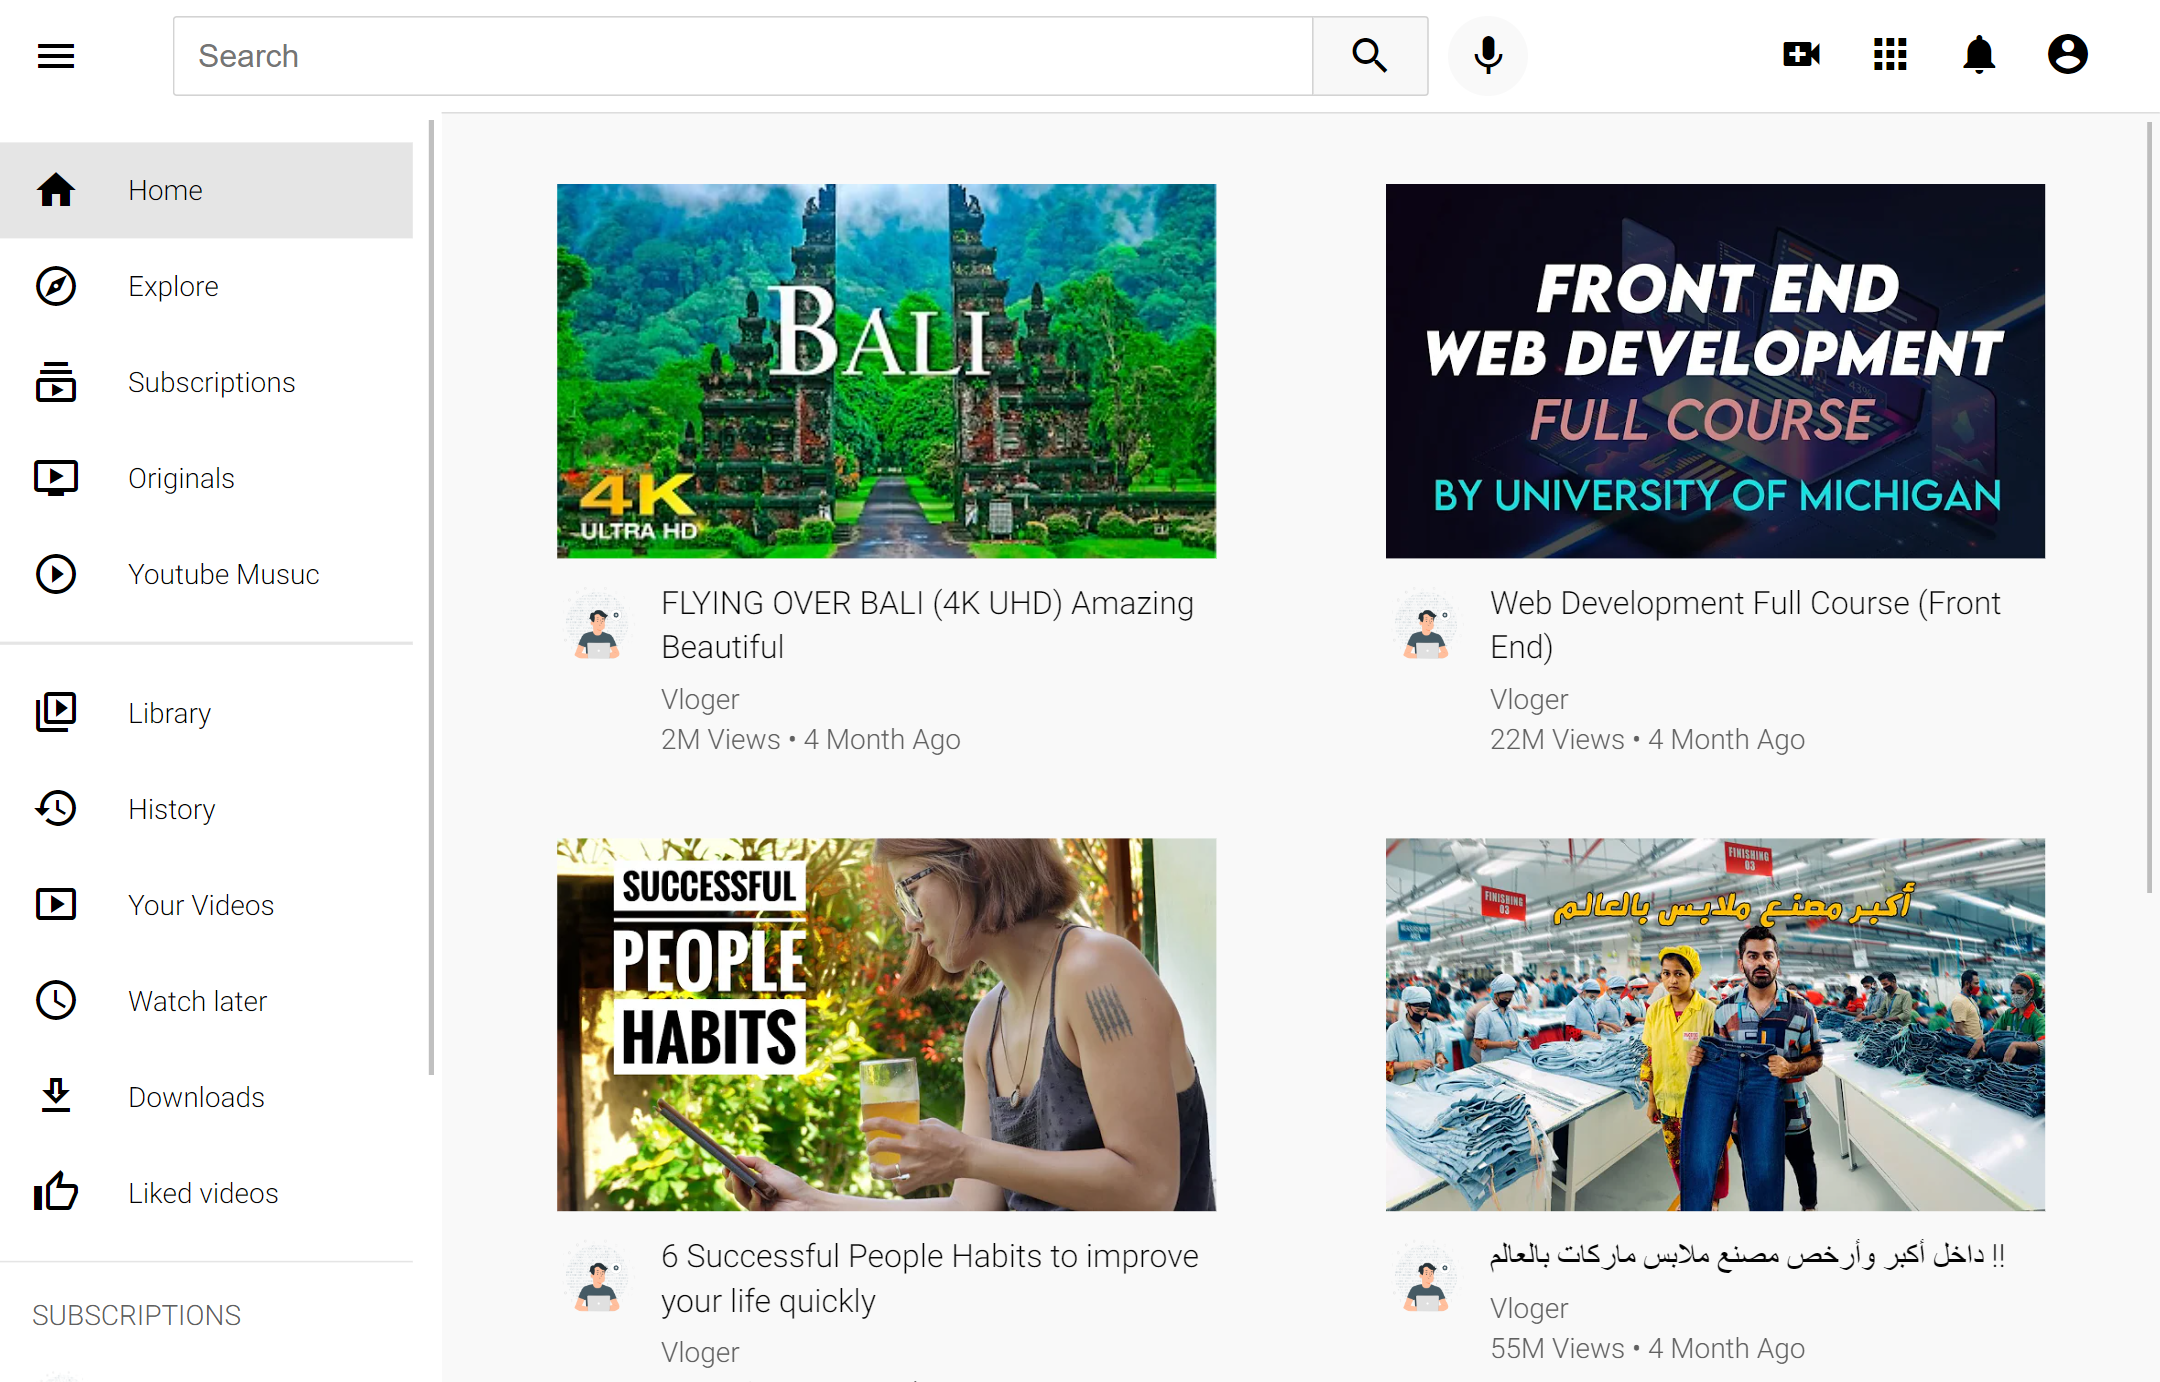 Search
Home
Explore
Subscriptions
Originals
Youtube Musuc
Library
History
Your Videos
Watch later
Downloads
Liked videos
SUBSCRIPTIONS
BALI
4K
ULTRA HD
FLYING OVER BALI (4K UHD) Amazing
Beautiful
Vloger
2M Views • 4 Month Ago
FRONT END
WEB DEVELOPMENT
FULL COURSE
BY UNIVERSITY OF MICHIGAN
Web Development Full Course (Front
End)
Vloger
22M Views • 4 Month Ago
SUCCESSFUL
PEOPLE
HABITS
6 Successful People Habits to improve
your life quickly
Vloger
FINISHING
03
FINISHING
03
أكبر مصنع ملابس بالعالم
داخل أكبر وأرخص مصنع ملابس ماركات بالعالم !!
Vloger
55M Views • 4 Month Ago